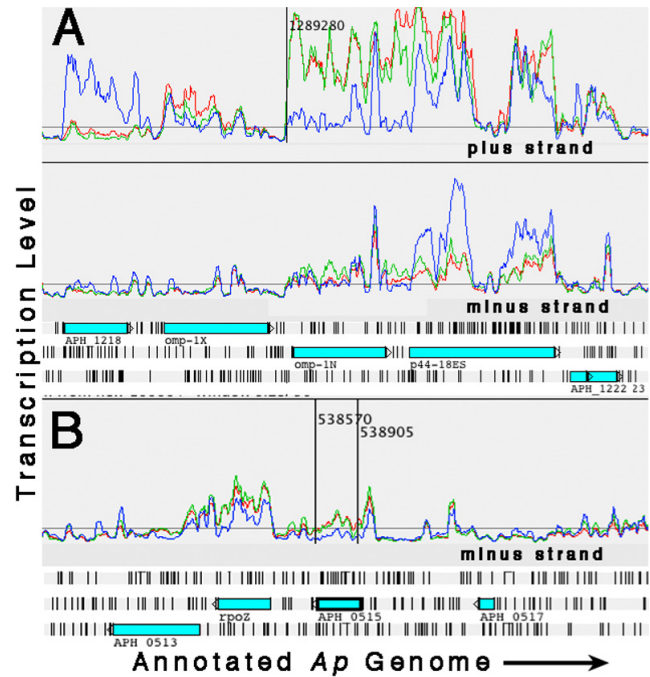 A
1289280
plus strand
Transcription Level
minus strand
APH_1218
omp-1X
omp-1N
p44-18ES
APH_1222 23
B
538570
538905
minus strand
rpoZ
APH_0515
APH_0517
APH_0513
Annotated Ap Genome